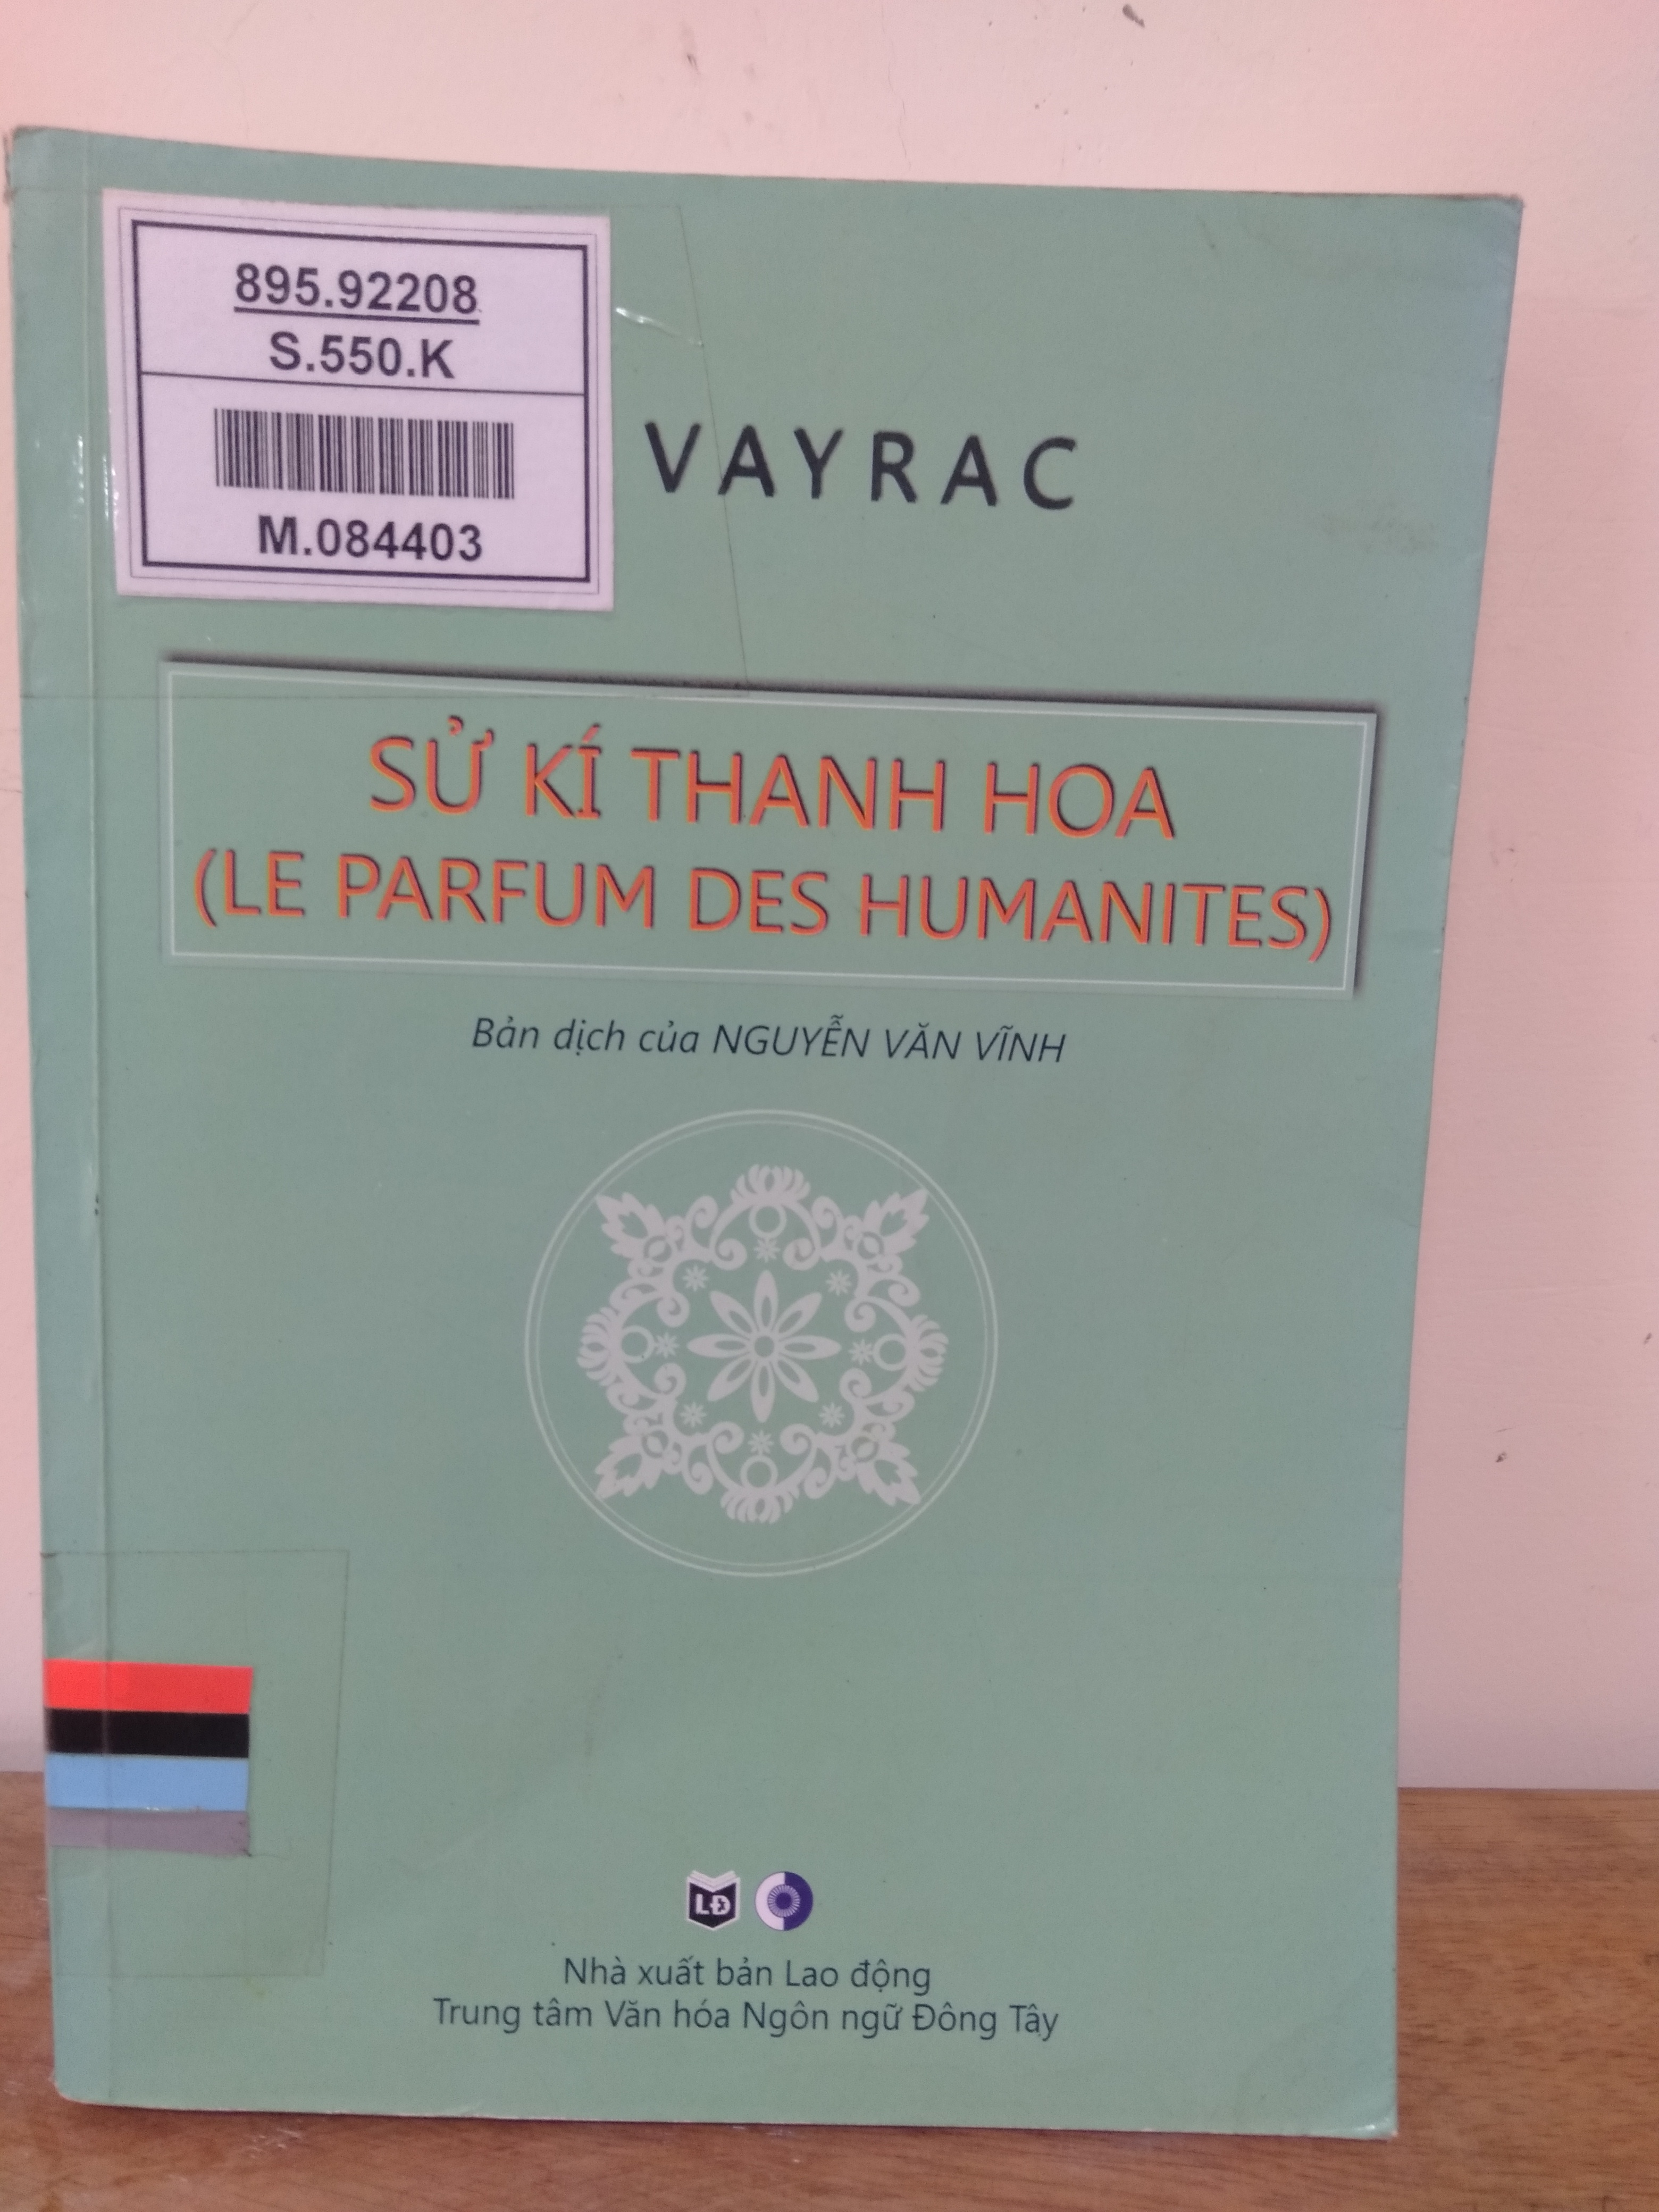 895.92208
S.550.K
M.084403
VAYRAC
SỬ KÍ THANH HOA
(LE PARFUM DES HUMANITES)
Bản dịch của NGUYỄN VĂN VĨNH
LĐ
Nhà xuất bản Lao động
Trung tâm Văn hóa Ngôn ngữ Đông Tây